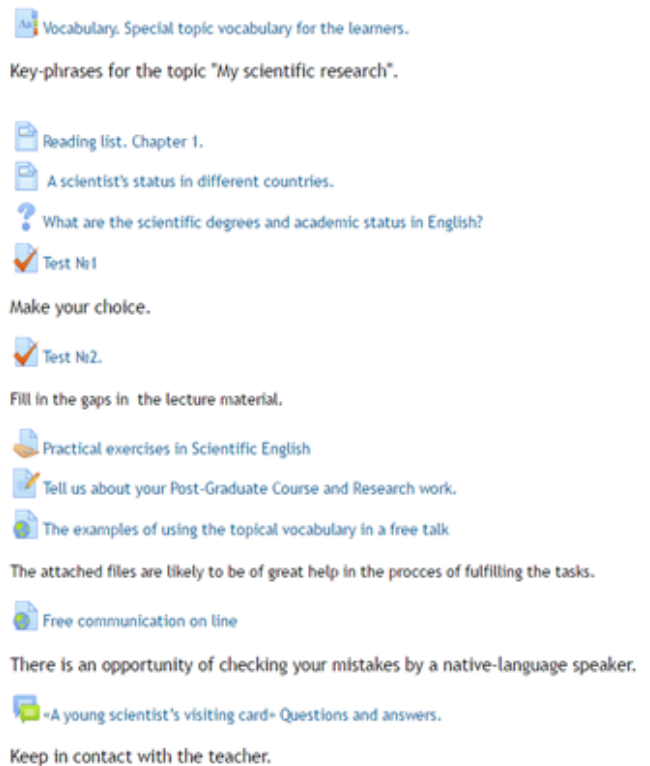 Vocabulary. Special topic vocabulary for the learners.
Key-phrases for the topic "My scientific research".
Reading list. Chapter 1.
A scientist's status in different countries.
What are the scientific degrees and academic status in English?
Test №1
Make your choice.
Test №2.
Fill in the gaps in the lecture material.
Practical exercises in Scientific English
Tell us about your Post-Graduate Course and Research work.
The examples of using the topical vocabulary in a free talk
The attached files are likely to be of great help in the procces of fulfilling the tasks.
Free communication on line
There is an opportunity of checking your mistakes by a native-language speaker.
«A young scientist's visiting card» Questions and answers.
Keep in contact with the teacher.